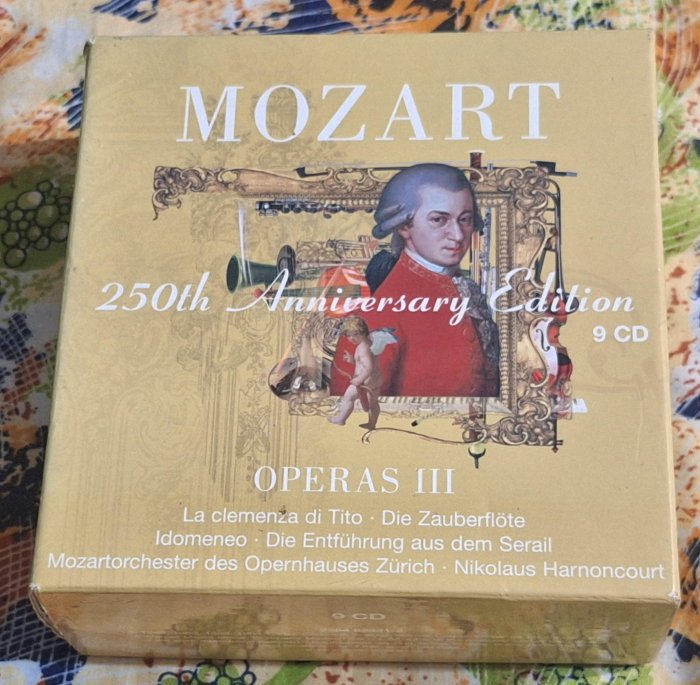 MOZART
250th Anniversary Edition
9 CD
OPERAS III
La clemenza di Tito · Die Zauberflöte
Idomeneo · Die Entführung aus dem Serail
Mozartorchester des Opernhauses Zürich · Nikolaus Harnoncourt
9 CD